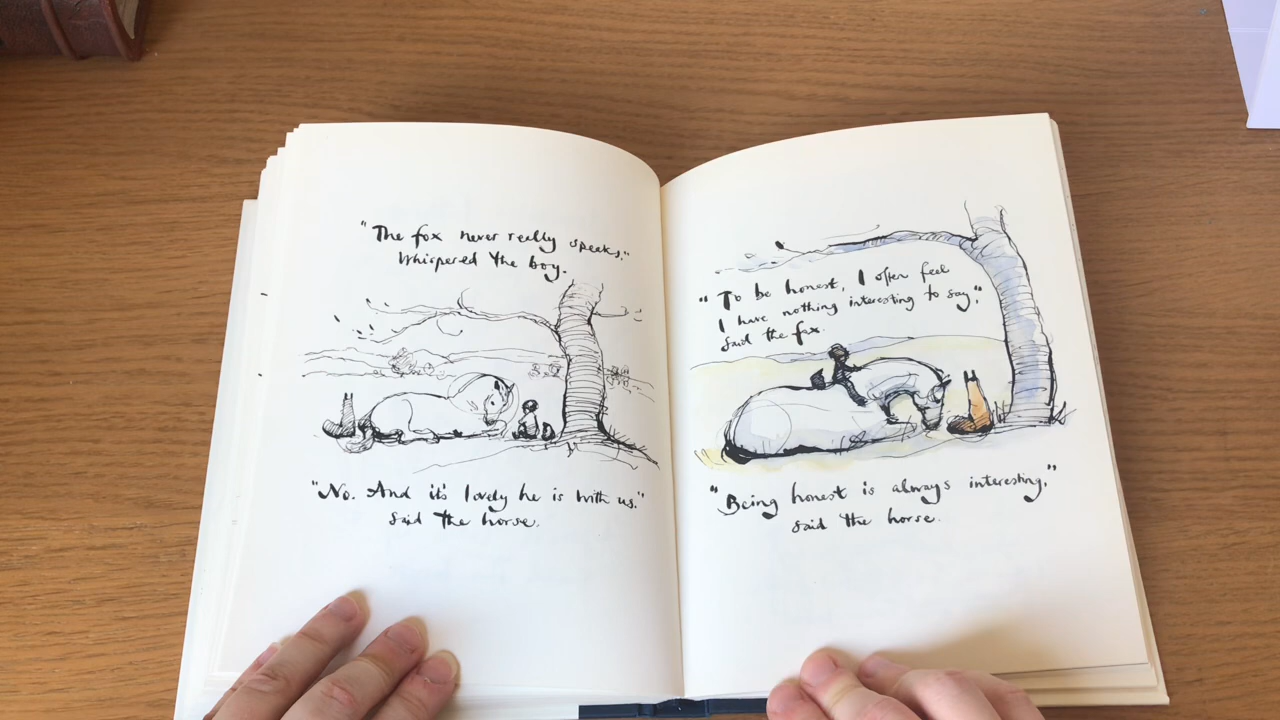 "The fox never really speaks."
Whispered the boy.
"No. And it's lovely he is with us."
Said the horse.
"To be honest, I often feel
I have nothing interesting to say,"
Said the fox.
"Being honest is always interesting,"
said the horse.